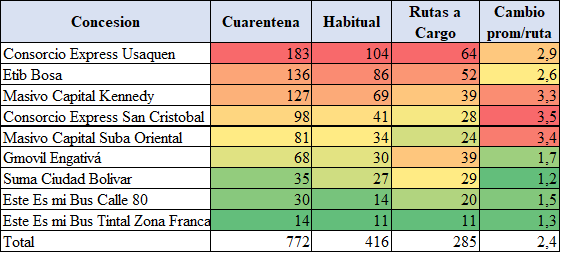 Concesion Cuarentena Habitual Rutas a Cargo Cambio prom/ruta
Consorcio Express Usaquen 183 104 64 2,9
Etib Bosa 136 86 52 2,6
Masivo Capital Kennedy 127 69 39 3,3
Consorcio Express San Cristobal 98 41 28 3,5
Masivo Capital Suba Oriental 81 34 24 3,4
Gmovil Engativá 68 30 39 1,7
Suma Ciudad Bolivar 35 27 29 1,2
Este Es mi Bus Calle 80 30 14 20 1,5
Este Es mi Bus Tintal Zona Franca 14 11 11 1,3
Total 772 416 285 2,4